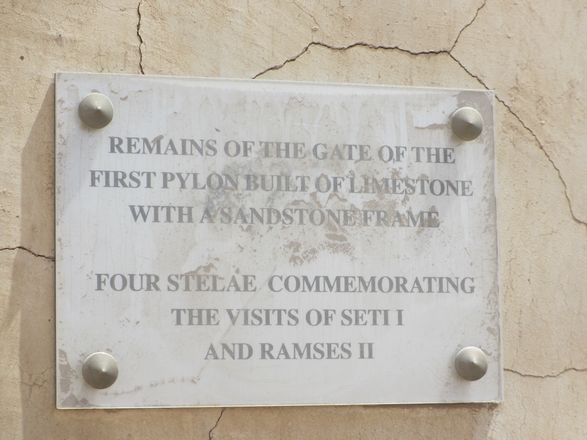 REMAINS OF THE GATE OF THE
FIRST PYLON BUILT OF LIMESTONE
WITH A SANDSTONE FRAME
FOUR STELAE COMMEMORATING
THE VISITS OF SETI I
AND RAMSES II